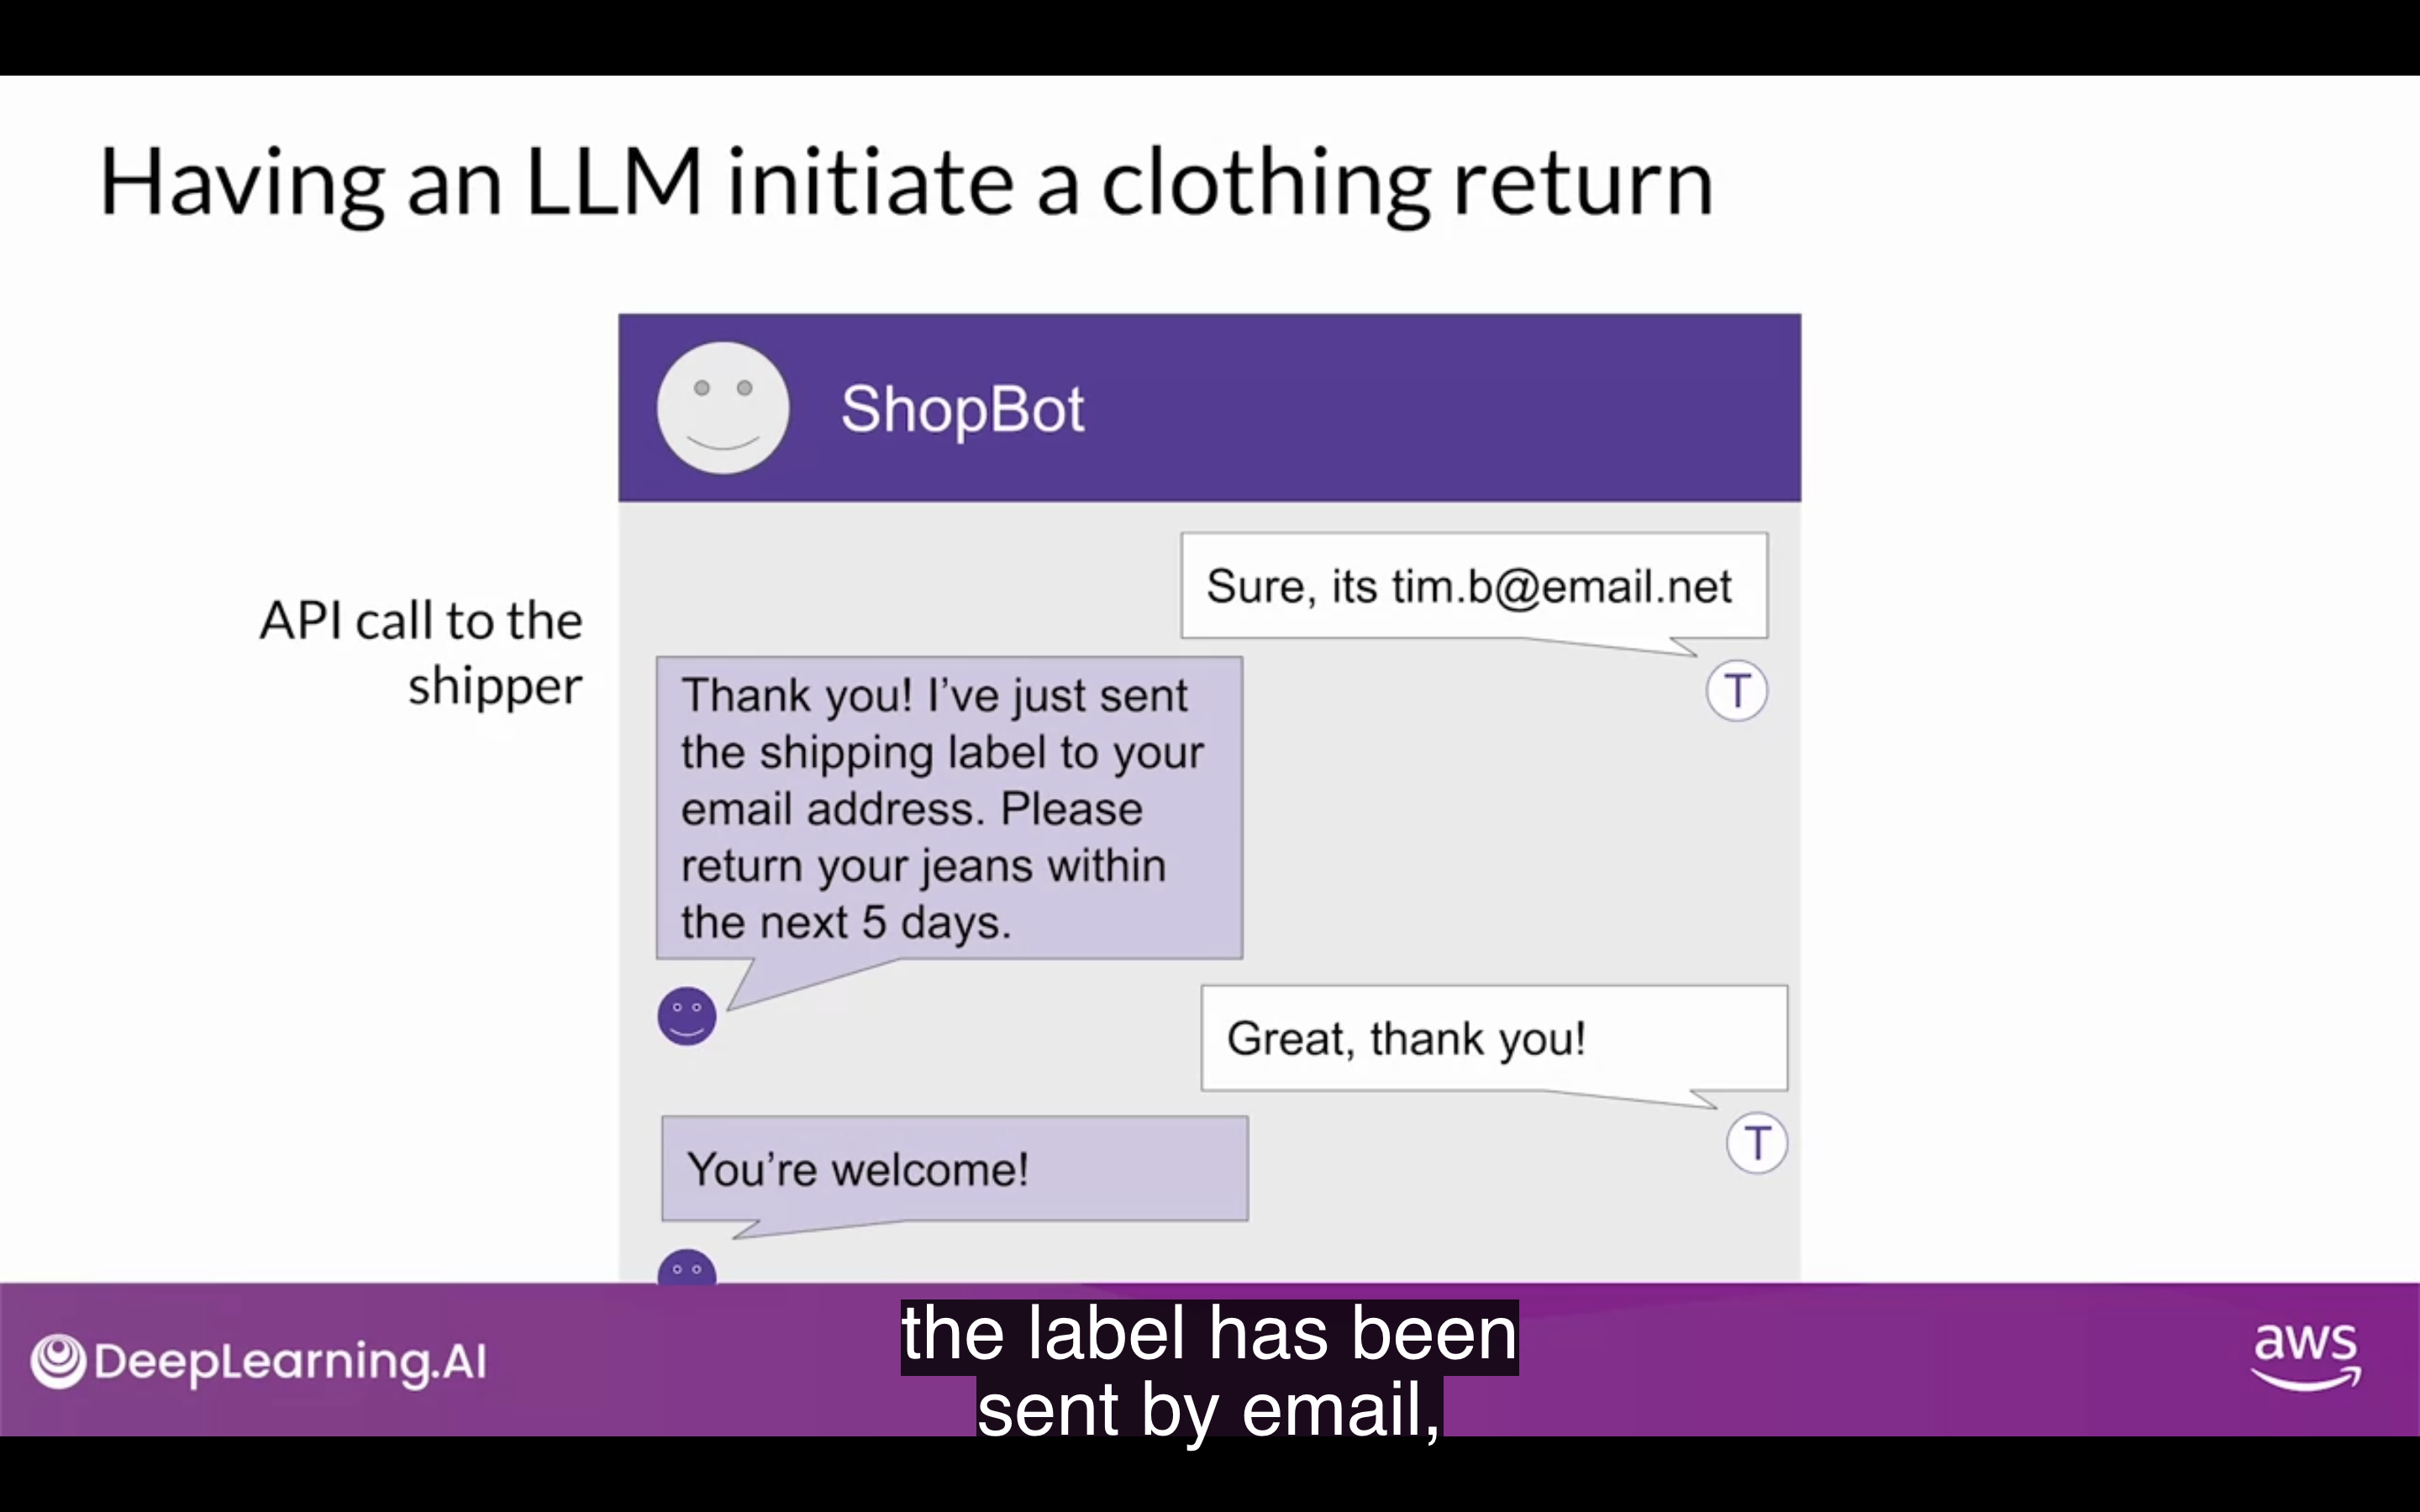 Having an LLM initiate a clothing return
ShopBot
Sure, its tim.b@email.net
T
API call to the
shipper
Thank you! I’ve just sent
the shipping label to your
email address. Please
return your jeans within
the next 5 days.
Great, thank you!
T
You’re welcome!
DeepLearning.AI
the label has been
sent by email,
aws